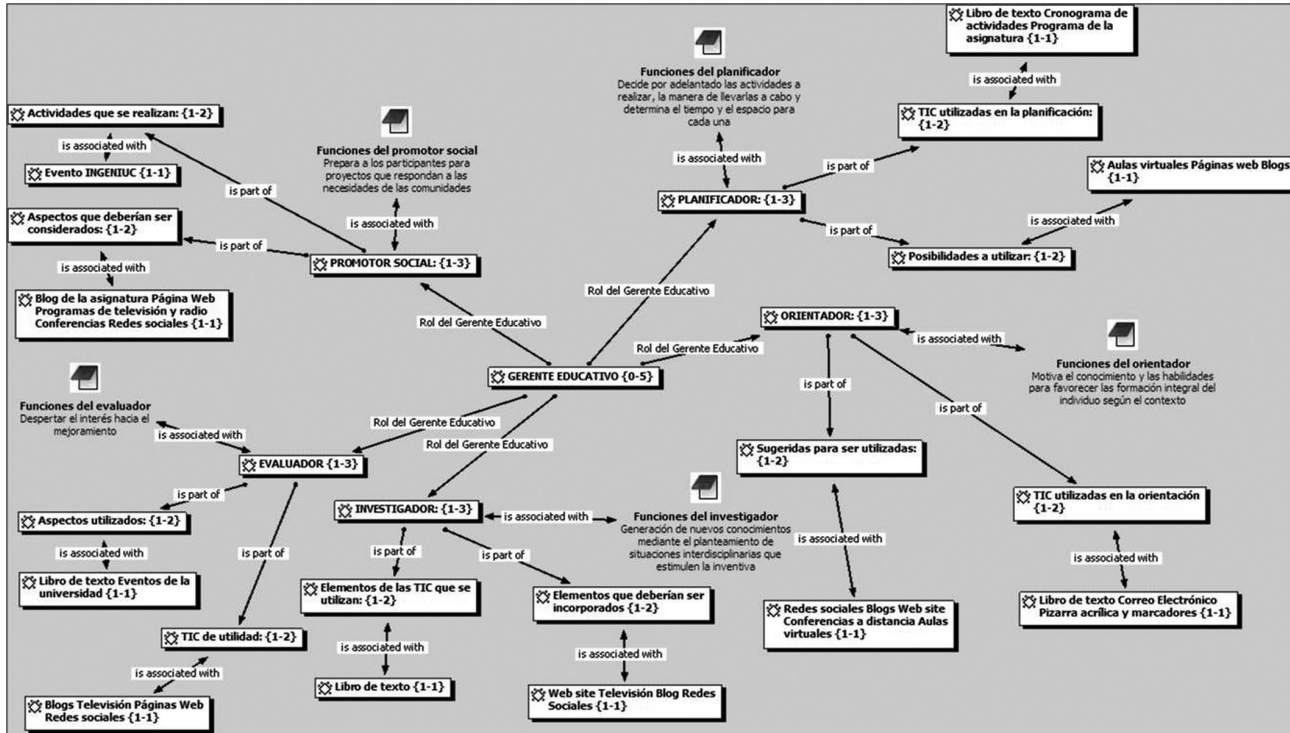 Libro de texto Cronograma de
actividades Programa de la
asignatura {1-1}
is associated with
Funciones del planificador
Decide por adelantado las actividades a
realizar, la manera de llevarlas a cabo y
determina el tiempo y el espacio para
cada una
is associated with
TIC utilizadas en la planificación:
{1-2}
is part of
Actividades que se realizan: {1-2}
is associated with
Evento INGENIUC {1-1}
is part of
Funciones del promotor social
Prepara a los participantes para
proyectos que respondan a las
necesidades de las comunidades
is associated with
Aulas virtuales Páginas web Blogs
{1-1}
is associated with
PLANIFICADOR: {1-3}
is part of
Posibilidades a utilizar: {1-2}
Aspectos que deberían ser
considerados: {1-2}
is part of
is associated with
PROMOTOR SOCIAL: {1-3}
Blog de la asignatura Página Web
Programas de televisión y radio
Conferencias Redes sociales {1-1}
Rol del Gerente Educativo
Rol del Gerente Educativo
Rol del Gerente Educativo
ORIENTADOR: {1-3}
is associated with
Funciones del orientador
Motiva el conocimiento y las habilidades
para favorecer las formación integral del
individuo según el contexto
GERENTE EDUCATIVO {0-5}
is part of
is part of
Funciones del evaluador
Despertar el interés hacia el
mejoramiento
is associated with
Rol del Gerente Educativo
Rol del Gerente Educativo
EVALUADOR {1-3}
is part of
is part of
Sugeridas para ser utilizadas:
{1-2}
is associated with
TIC utilizadas en la orientación
{1-2}
is associated with
Aspectos utilizados: {1-2}
is associated with
Libro de texto Eventos de la
universidad {1-1}
INVESTIGADOR: {1-3}
is associated with
Funciones del investigador
Generación de nuevos conocimientos
mediante el planteamiento de
situaciones interdisciplinarias que
estimulen la inventiva
is part of
is part of
Elementos de las TIC que se
utilizan: {1-2}
is associated with
Libro de texto {1-1}
Elementos que deberían ser
incorporados {1-2}
is associated with
Web site Televisión Blog Redes
Sociales {1-1}
Redes sociales Blogs Web site
Conferencias a distancia Aulas
virtuales {1-1}
Libro de texto Correo Electrónico
Pizarra acrílica y marcadores {1-1}
TIC de utilidad: {1-2}
is associated with
Blogs Televisión Páginas Web
Redes sociales {1-1}